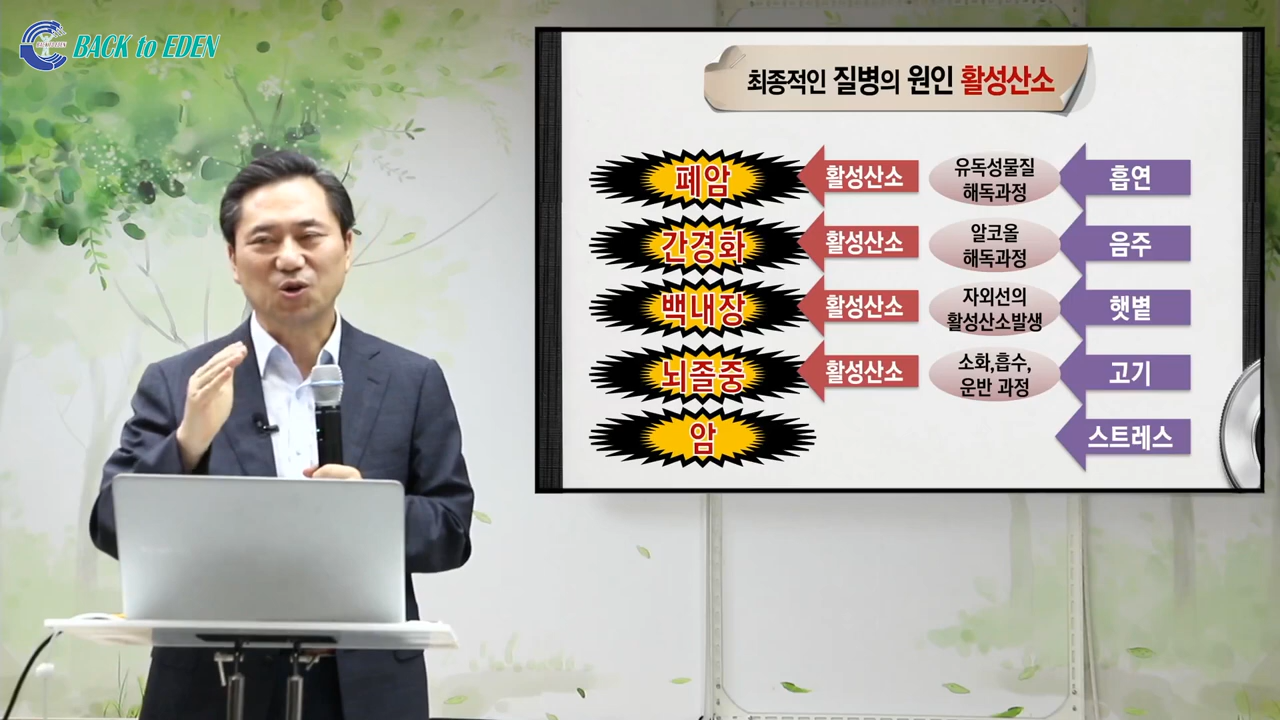 BACK to EDEN
최종적인 질병의 원인 활성산소
폐암 활성산소 유독성물질 해독과정 흡연
간경화 활성산소 알코올 해독과정 음주
백내장 활성산소 자외선의 활성산소발생 햇볕
뇌졸중 활성산소 소화,흡수, 운반 과정 고기
암 스트레스